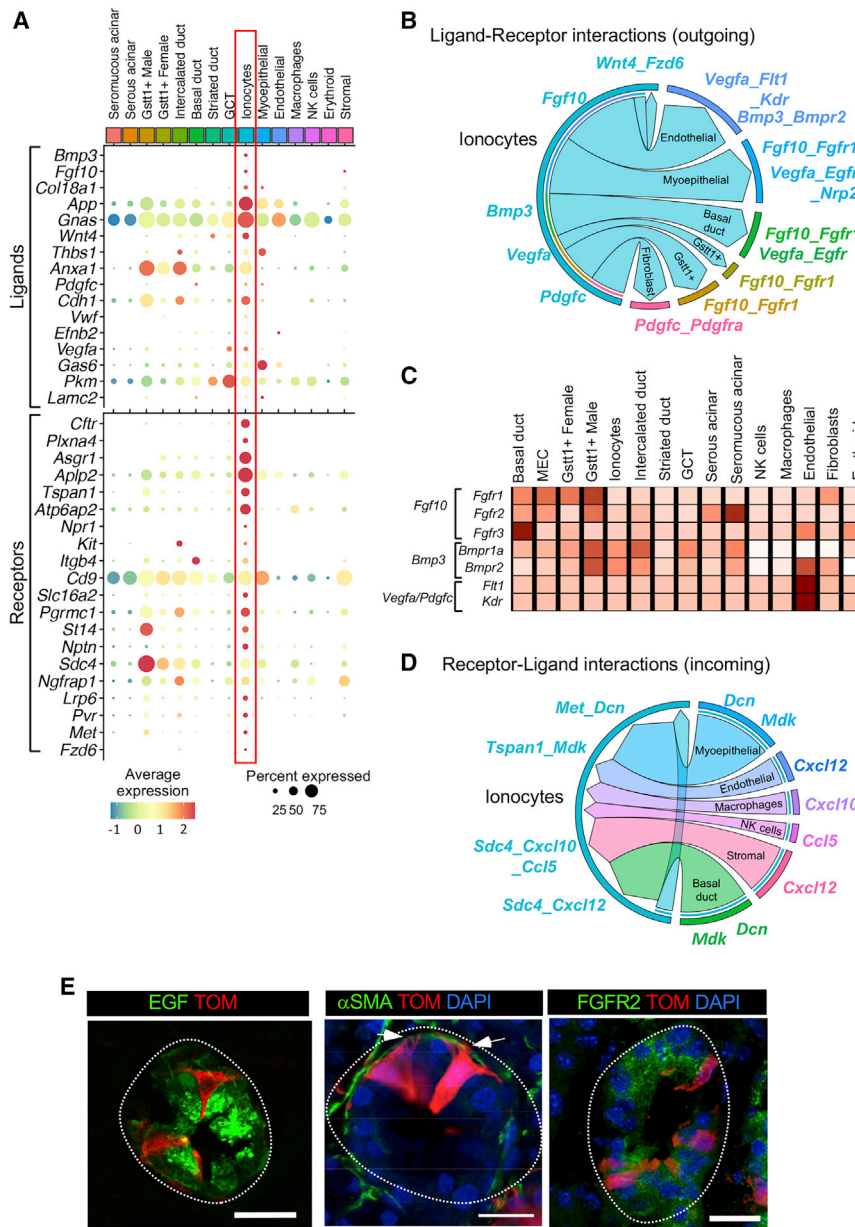 A
Seromucous acinar
Serous acinar
Gstt1+ Male
Gstt1+ Female
Intercalated duct
Basal duct
Striated duct
GCT
Ionocytes
Myoepithelial
Endothelial
Macrophages
NK cells
Erythroid
Stromal
Ligands
Bmp3
Fgf10
Col18a1
App
Gnas
Wnt4
Thbs1
Anxa1
Pdgfc
Cdh1
Vwf
Efnb2
Vegfa
Gas6
Pkm
Lamc2
Receptors
Cftr
Plxna4
Asgr1
Aplp2
Tspan1
Atp6ap2
Npr1
Kit
Itgb4
Cd9
Slc16a2
Pgrmc1
St14
Nptn
Sdc4
Ngfrap1
Lrp6
Pvr
Met
Fzd6
Average
expression
-1 0 1 2
Percent expressed
25 50 75
B
Ligand-Receptor interactions (outgoing)
Wnt4_Fzd6
Fgf10
Vegfa_Flt1
_Kdr
Bmp3_Bmpr2
Ionocytes
Endothelial
Fgf10_Fgfr1
Myoepithelial
Vegfa_Egfr
_Nrp2
Bmp3
Basal
duct
Fgf10_Fgfr1
Vegfa_Egfr
Vegfa
Gstt1+
Gstt1+
Fibroblast
Fgf10_Fgfr1
Pdgfc
Fgf10_Fgfr1
Pdgfc_Pdgfra
C
Basal duct
MEC
Gstt1+ Female
Gstt1+ Male
Ionocytes
Intercalated duct
Striated duct
GCT
Serous acinar
Seromucous acinar
NK cells
Macrophages
Endothelial
Fibroblasts
Fgf10
Fgfr1
Fgfr2
Fgfr3
Bmp3
Bmpr1a
Bmpr2
Vegfa/Pdgfc
Flt1
Kdr
D
Receptor-Ligand interactions (incoming)
Met_Dcn
Dcn
Mdk
Tspan1_Mdk
Myoepithelial
Cxcl12
Endothelial
Ionocytes
Macrophages
Cxcl10
NK cells
Ccl5
Sdc4_Cxcl10
_Ccl5
Stromal
Cxcl12
Sdc4_Cxcl12
Basal
duct
Mdk
Dcn
E
EGF TOM
αSMA TOM DAPI
FGFR2 TOM DAPI